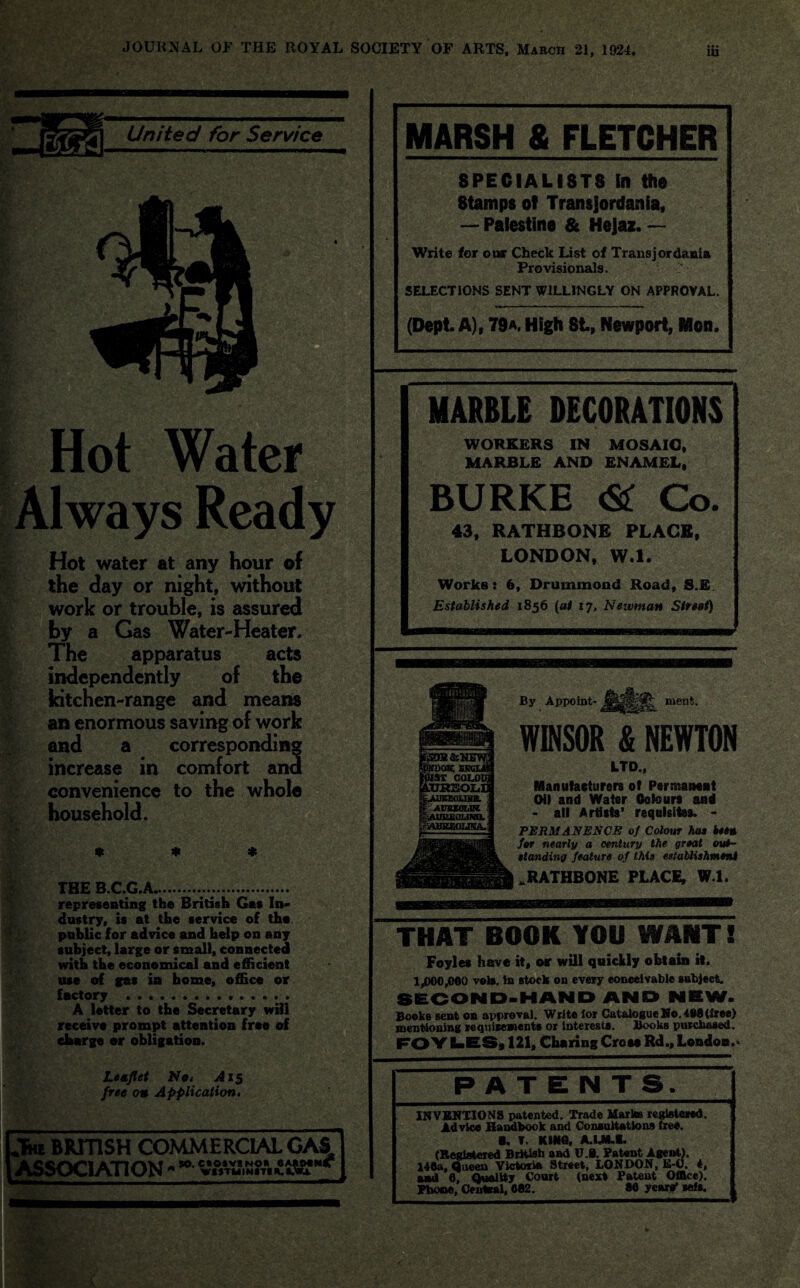 JOURNAL OF THE ROYAL SOCIETY OF ARTS, MARCH 21, 1924.
iii
United for Service
Hot Water
Always Ready
Hot water at any hour of
the day or night, without
work or trouble, is assured
by a Gas Water-Heater.
The apparatus acts
independently of the
kitchen-range and means
an enormous saving of work
and a corresponding
increase in comfort and
convenience to the whole
household.
* * *
THE B.C.G.A.
representing the British Gas In-
dustry, is at the service of the
public for advice and help on any
subject, large or small, connected
with the economical and efficient
use of gas in home, office or
factory
A letter to the Secretary will
receive prompt attention free of
charge or obligation.
Leaflet No. A15
free on Application.
THE BRITISH COMMERCIAL GAS
ASSOCIATION - 30, GROSVENOR GARDENS
WESTMINSTER, S.W.1
MARSH & FLETCHER
SPECIALISTS in the
Stamps of Transjordania,
— Palestine & Hejaz. —
Write for our Check List of Transjordania
Provisionals.
SELECTIONS SENT WILLINGLY ON APPROVAL.
(Dept. A), 79A, High St., Newport, Mon.
MARBLE DECORATIONS
WORKERS IN MOSAIC,
MARBLE AND ENAMEL,
BURKE & Co.
43, RATHBONE PLACE,
LONDON, W.1.
Works: 6, Drummond Road, S.E
Established 1856 (at 17, Newman Street)
By Appoint- ment.
WINSOR & NEWTON
LTD.,
Manufacturers of Permanent
Oil and Water Colours and
- all Artists' requisites. -
PERMANENCE of Colour has been
for nearly a century the great out-
standing feature of this establishment
RATHBONE PLACE, W.1.
THAT BOOK YOU WANT!
Foyles have it, or will quickly obtain it.
1,000,000 vols. in stock on every conceivable subject.
SECOND-HAND AND NEW.
Books sent on approval. Write for Catalogue No. 498 (free)
mentioning requirements or interests. Books purchased.
FOYLES, 121, Charing Cross Rd., London.
PATENTS.
INVENTIONS patented. Trade Marks registered.
Advice Handbook and Consultations free.
B. T. KING, A.I.M.E.
(Registered British and U.S. Patent Agent).
146a, Queen Victoria Street, LONDON, E.C. 4,
and 6, Quality Court (next Patent Office).
Phone, Central, 682. 36 years' refs.